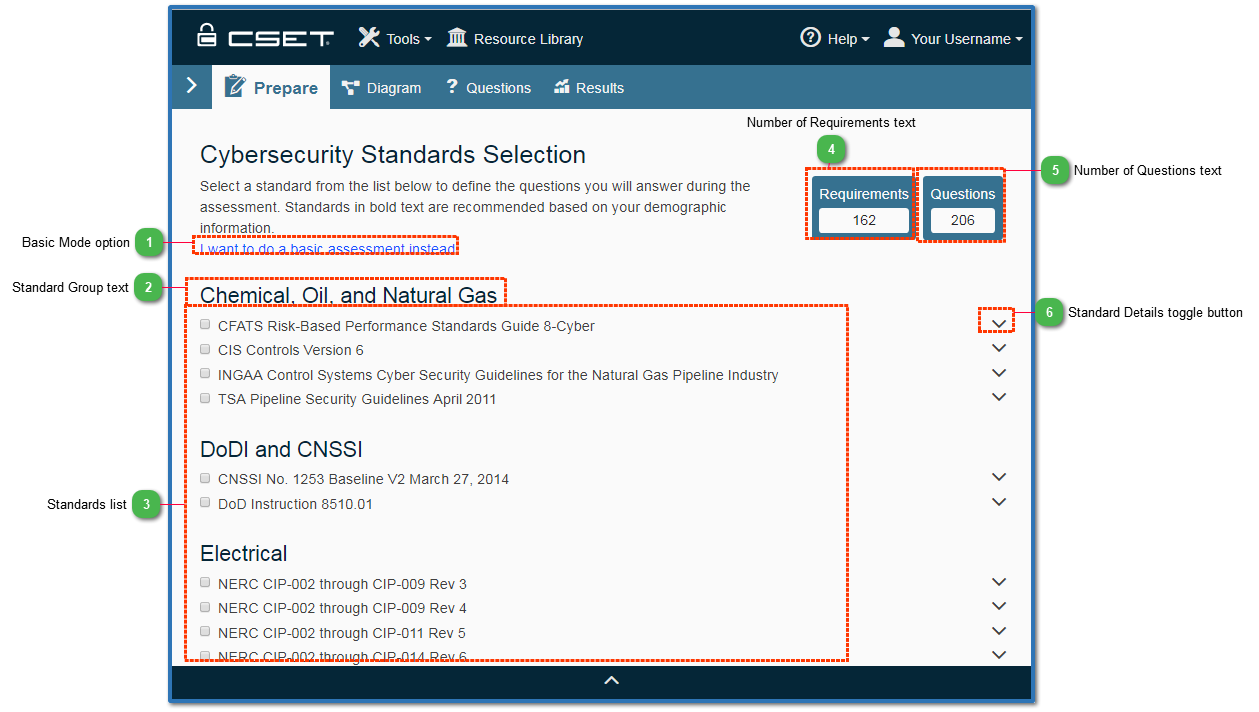 CSET
Tools
Resource Library
Help
Your Username
Prepare
Diagram
? Questions
Results
Number of Requirements text
4
Cybersecurity Standards Selection
5
Number of Questions text
Select a standard from the list below to define the questions you will answer during the
assessment. Standards in bold text are recommended based on your demographic
information.
Requirements
162
Questions
206
Basic Mode option
1
I want to do a basic assessment instead
Standard Group text
2
Chemical, Oil, and Natural Gas
6
Standard Details toggle button
CFATS Risk-Based Performance Standards Guide 8-Cyber
CIS Controls Version 6
INGAA Control Systems Cyber Security Guidelines for the Natural Gas Pipeline Industry
TSA Pipeline Security Guidelines April 2011
DoDI and CNSSI
CNSSI No. 1253 Baseline V2 March 27, 2014
Standards list
3
DoD Instruction 8510.01
Electrical
NERC CIP-002 through CIP-009 Rev 3
NERC CIP-002 through CIP-009 Rev 4
NERC CIP-002 through CIP-011 Rev 5
NERC CIP-002 through CIP-014 Rev 6